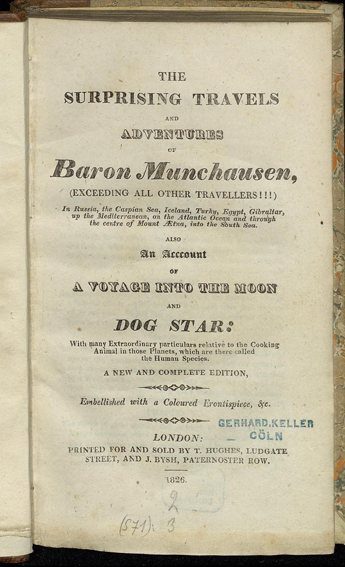 THE
SURPRISING TRAVELS
AND
ADVENTURES
OF
Baron Munchausen,
(EXCEEDING ALL OTHER TRAVELLERS!!!)
In Russia, the Caspian Sea, Iceland, Turky, Egypt, Gibraltar,
up the Mediterranean, on the Atlantic Ocean and through
the centre of Mount Ætna, into the South Sea.
ALSO
An Acccount
OF
A VOYAGE INTO THE MOON
AND
DOG STAR:
With many Extraordinary particulars relative to the Cooking
Animal in those Planets, which are there called
the Human Species.
A NEW AND COMPLETE EDITION,
Embellished with a Coloured Erontispiece, &c.
GERHARD.KELLER
CÖLN
LONDON:
PRINTED FOR AND SOLD BY T. HUGHES, LUDGATE
STREET, AND J. BYSH, PATERNOSTER ROW.
1826.
2
(571): 3